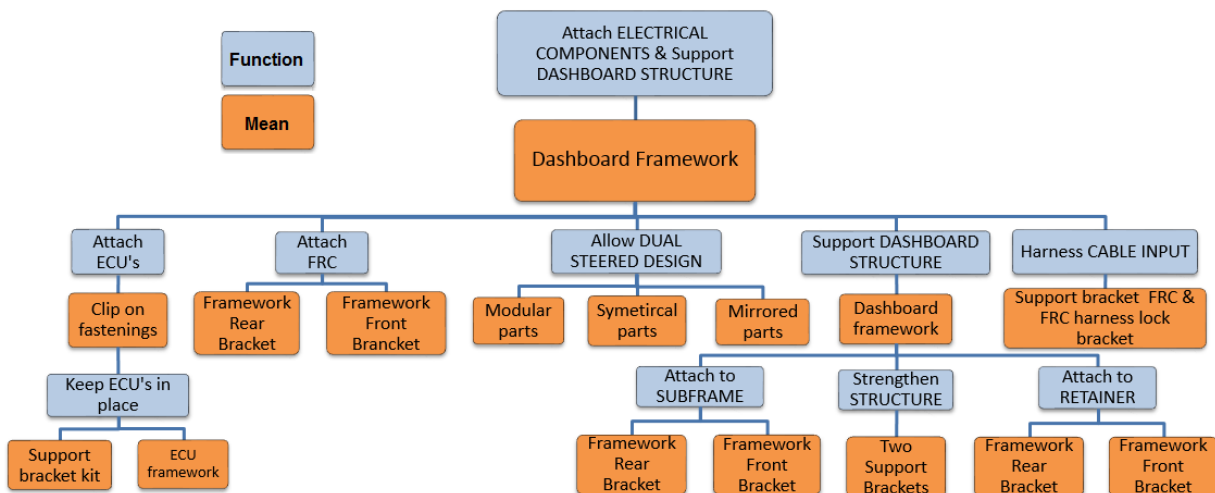 Attach ELECTRICAL
COMPONENTS & Support
DASHBOARD STRUCTURE
Function
Mean
Dashboard Framework
Attach
ECU's
Attach
FRC
Allow DUAL
STEERED DESIGN
Support DASHBOARD
STRUCTURE
Harness CABLE INPUT
Clip on
fastenings
Framework
Rear
Bracket
Framework
Front
Brancket
Modular
parts
Symetircal
parts
Mirrored
parts
Dashboard
framework
Support bracket FRC &
FRC harness lock
bracket
Keep ECU's in
place
Attach to
SUBFRAME
Strengthen
STRUCTURE
Attach to
RETAINER
Support
bracket kit
ECU
framework
Framework
Rear
Bracket
Framework
Front
Bracket
Two
Support
Brackets
Framework
Rear
Bracket
Framework
Front
Bracket